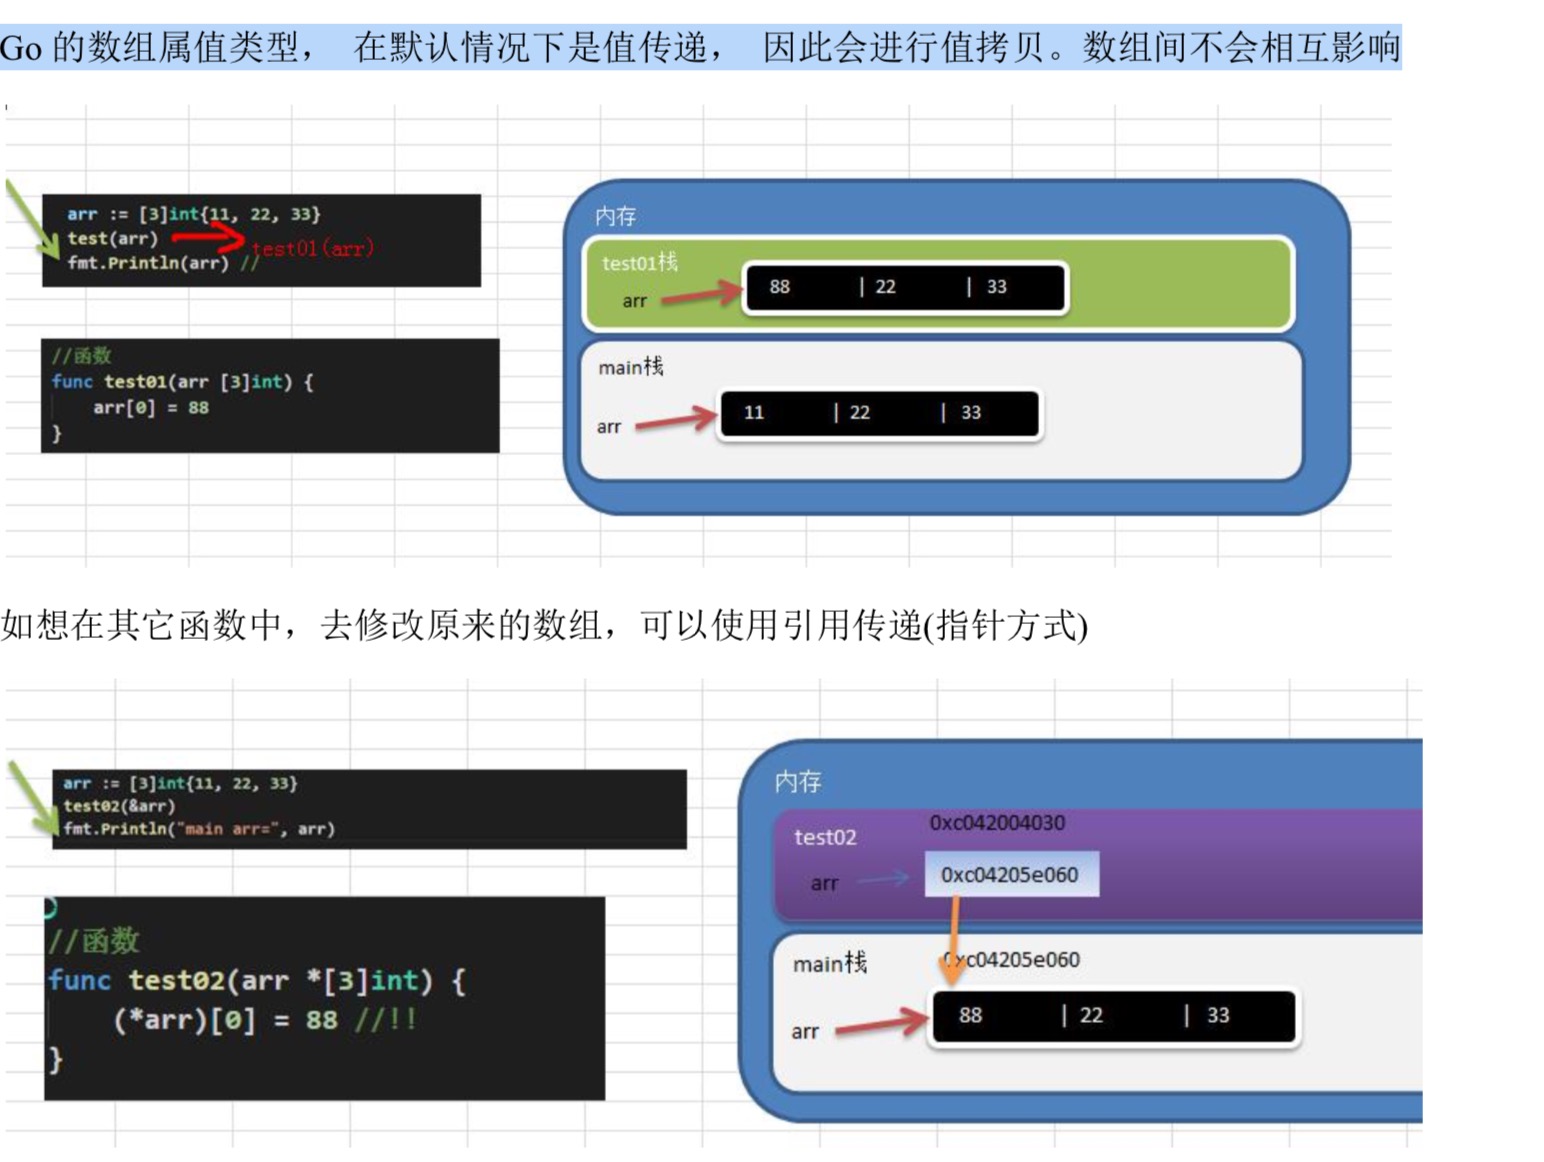 Go 的数组属值类型， 在默认情况下是值传递， 因此会进行值拷贝。数组间不会相互影响
arr := [3]int{11, 22, 33}
test(arr) test01(arr)
fmt.Println(arr) //
//函数
func test01(arr [3]int) {
arr[0] = 88
}
内存
test01栈
arr 88 | 22 | 33
main栈
arr 11 | 22 | 33
如想在其它函数中，去修改原来的数组，可以使用引用传递(指针方式)
arr := [3]int{11, 22, 33}
test02(&arr)
fmt.Println("main arr=", arr)
//函数
func test02(arr *[3]int) {
(*arr)[0] = 88 //!!
}
内存
test02 0xc042004030
arr 0xc04205e060
main栈 0xc04205e060
arr 88 | 22 | 33